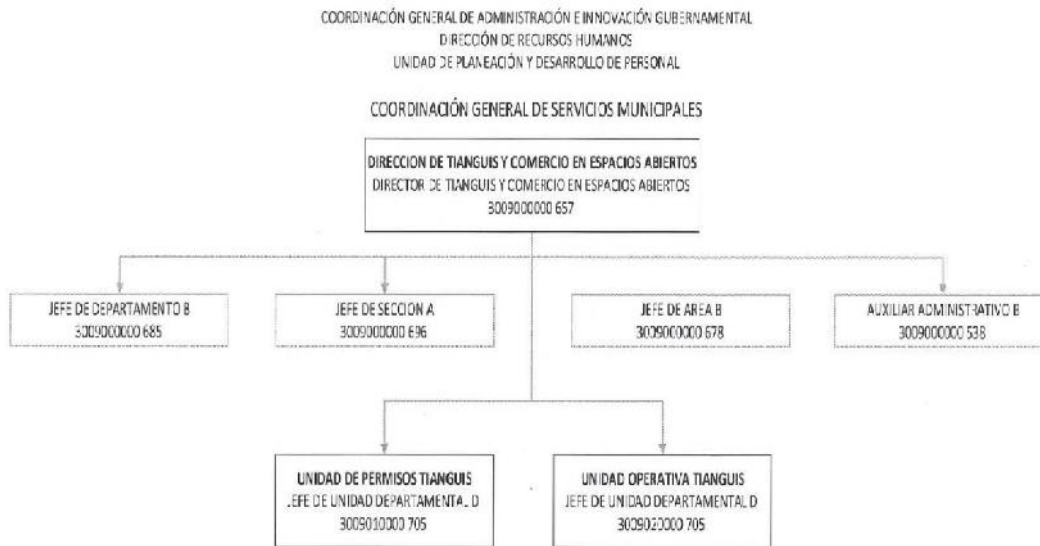 COORDINACIÓN GENERAL DE ADMINISTRACIÓN E INNOVACIÓN GUBERNAMENTAL
DIRECCIÓN DE RECURSOS HUMANOS
UNIDAD DE PLANEACIÓN Y DESARROLLO DE PERSONAL
COORDINACIÓN GENERAL DE SERVICIOS MUNICIPALES
DIRECCION DE TIANGUIS Y COMERCIO EN ESPACIOS ABIERTOS
DIRECTOR DE TIANGUIS Y COMERCIO EN ESPACIOS ABIERTOS
3009000000 657
JEFE DE DEPARTAMENTO B
3009000000 685
JEFE DE SECCION A
3009000000 696
JEFE DE AREA B
3009000000 678
AUXILIAR ADMINISTRATIVO B
3009000000 538
UNIDAD DE PERMISOS TIANGUIS
JEFE DE UNIDAD DEPARTAMENTAL D
3009010000 705
UNIDAD OPERATIVA TIANGUIS
JEFE DE UNIDAD DEPARTAMENTAL D
3009020000 705